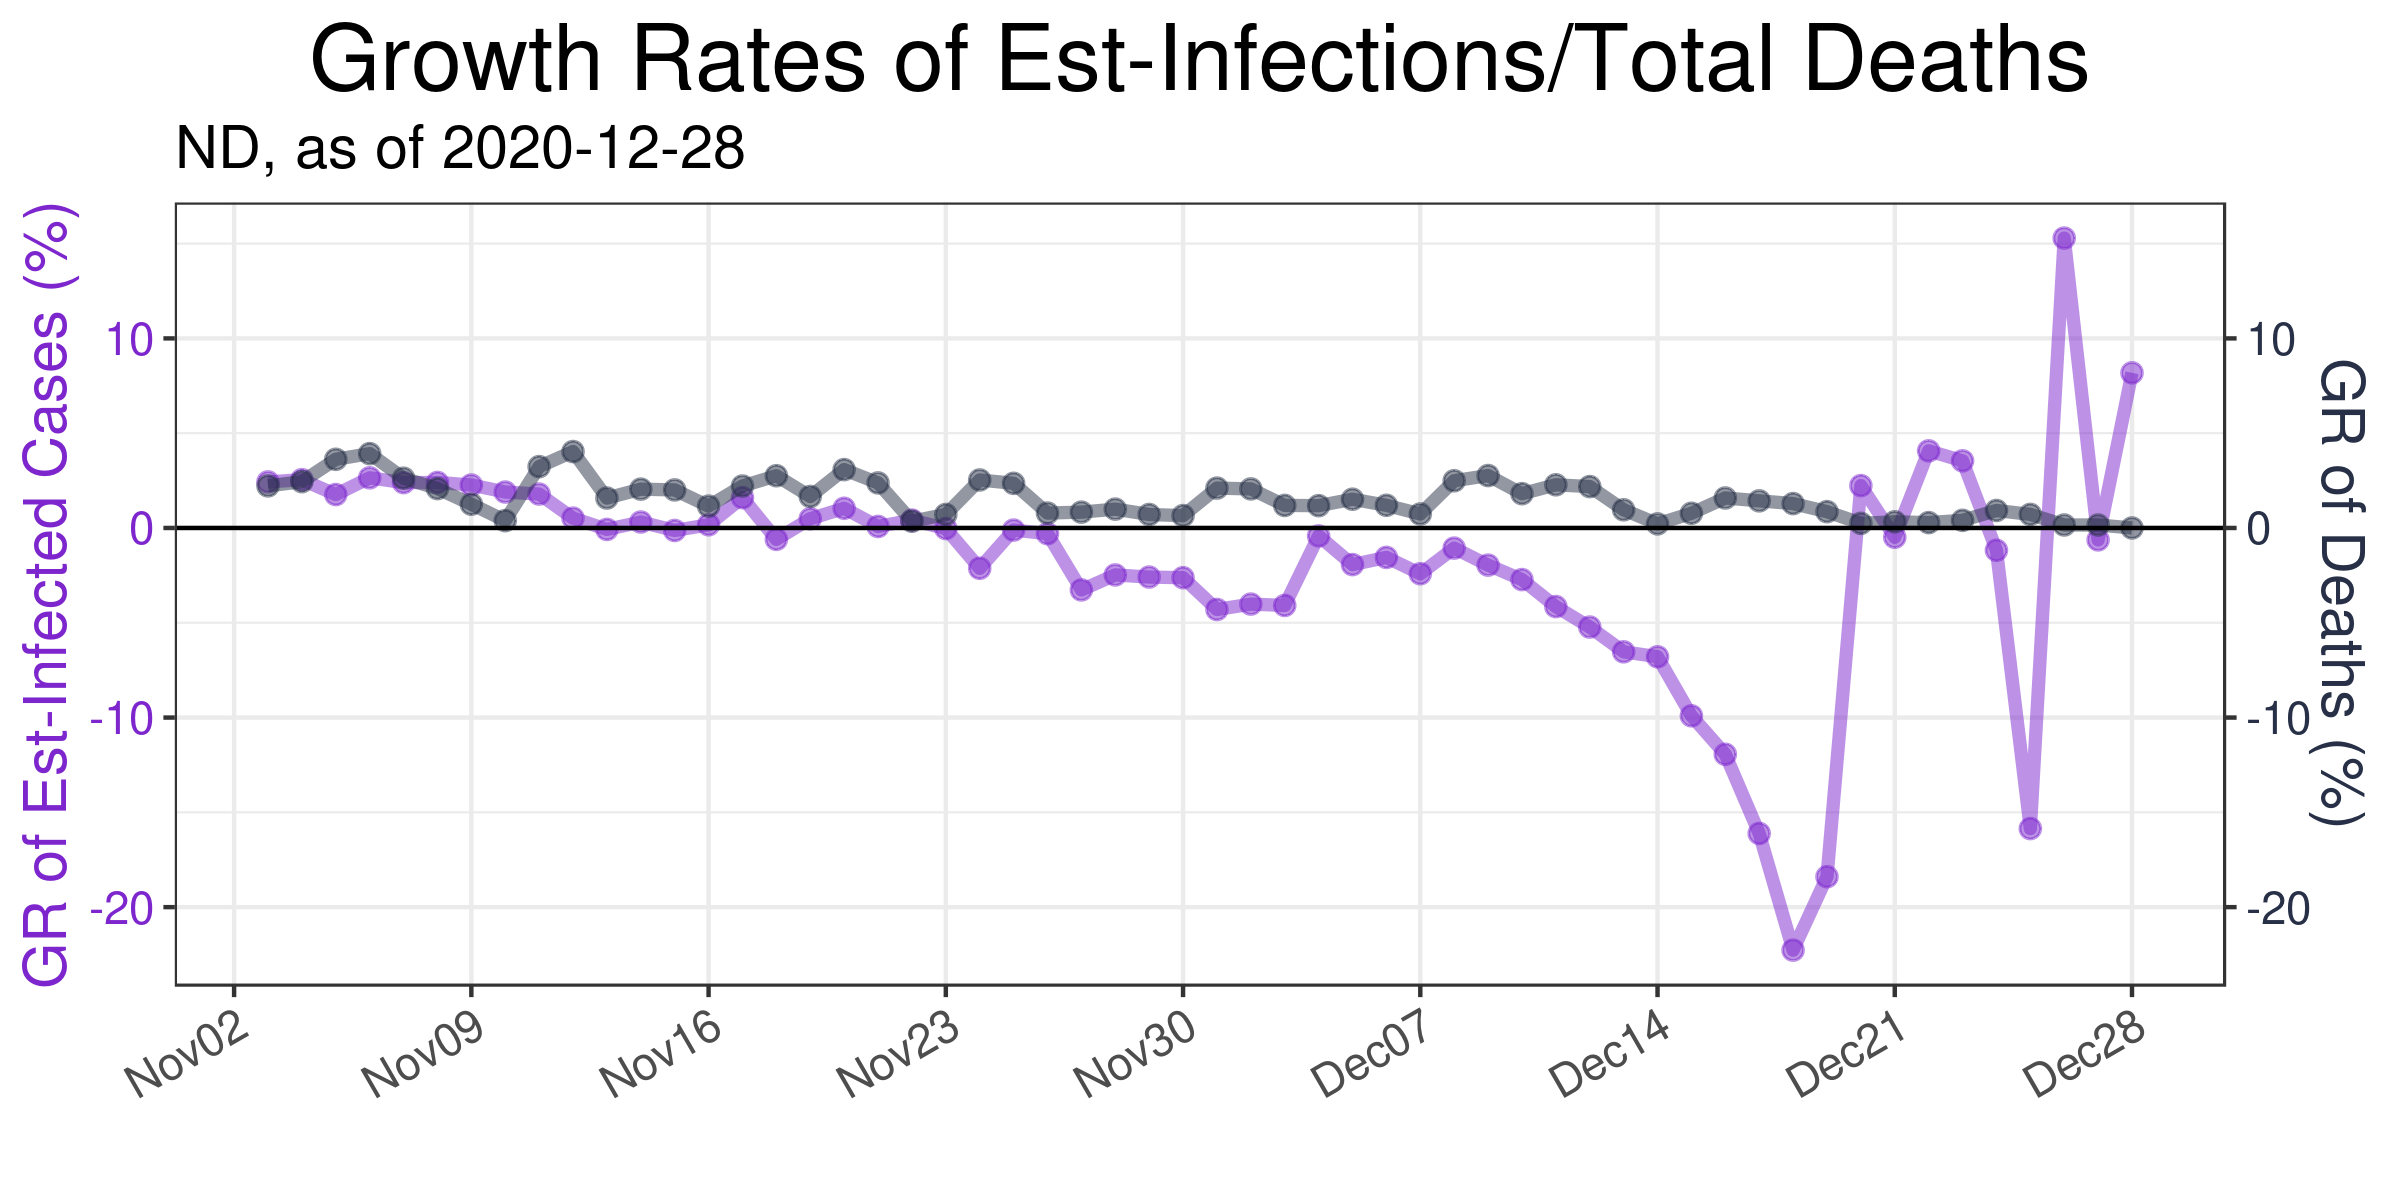 Growth Rates of Est-Infections/Total Deaths
ND, as of 2020-12-28
GR of Est-Infected Cases (%)
10
0
-10
-20
10
0
-10
-20
GR of Deaths (%)
Nov02
Nov09
Nov16
Nov23
Nov30
Dec07
Dec14
Dec21
Dec28